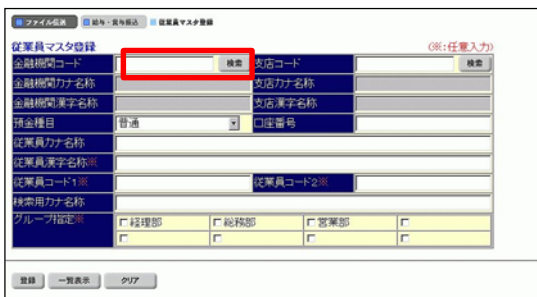 ファイル伝送 給与・賞与振込 従業員マスタ登録
従業員マスタ登録 (※:任意入力)
金融機関コード 検索 支店コード 検索
金融機関カナ名称 支店カナ名称
金融機関漢字名称 支店漢字名称
預金種目 普通 口座番号
従業員カナ名称
従業員漢字名称※
従業員コード1※ 従業員コード2※
検索用カナ名称
グループ指定※ 経理部 総務部 営業部
登録 一覧表示 クリア